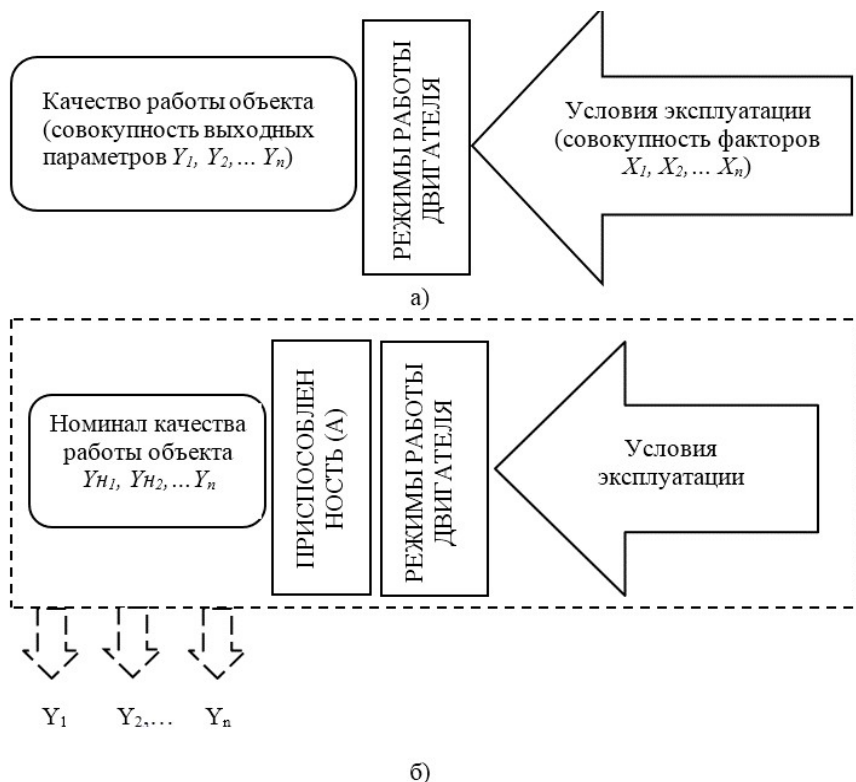 Качество работы объекта
(совокупность выходных
параметров Y1, Y2,... Yn)
РЕЖИМЫ РАБОТЫ
ДВИГАТЕЛЯ
Условия эксплуатации
(совокупность факторов
X1, X2,... Xn)
а)
Номинал качества
работы объекта
Yн1, Yн2,...Yn
ПРИСПОСОБЛЕН
НОСТЬ (А)
РЕЖИМЫ РАБОТЫ
ДВИГАТЕЛЯ
Условия
эксплуатации
Y1 Y2,... Yn
б)